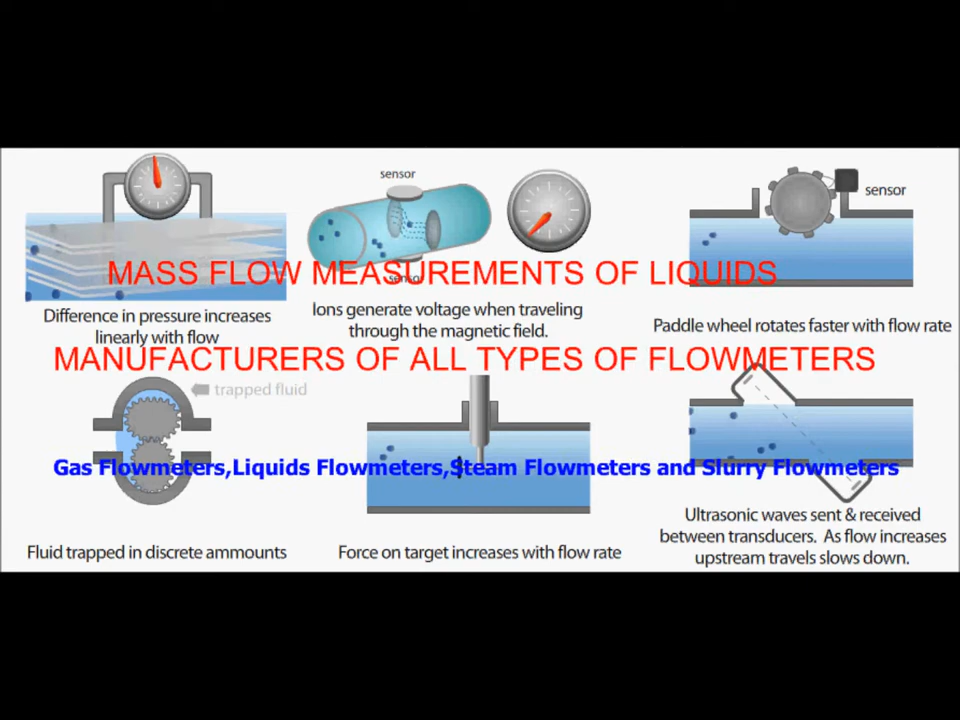 sensor
sensor
sensor
MASS FLOW MEASUREMENTS OF LIQUIDS
Difference in pressure increases
linearly with flow
Ions generate voltage when traveling
through the magnetic field.
Paddle wheel rotates faster with flow rate
MANUFACTURERS OF ALL TYPES OF FLOWMETERS
trapped fluid
Gas Flowmeters,Liquids Flowmeters,Steam Flowmeters and Slurry Flowmeters
Fluid trapped in discrete ammounts
Force on target increases with flow rate
Ultrasonic waves sent & received
between transducers. As flow increases
upstream travels slows down.